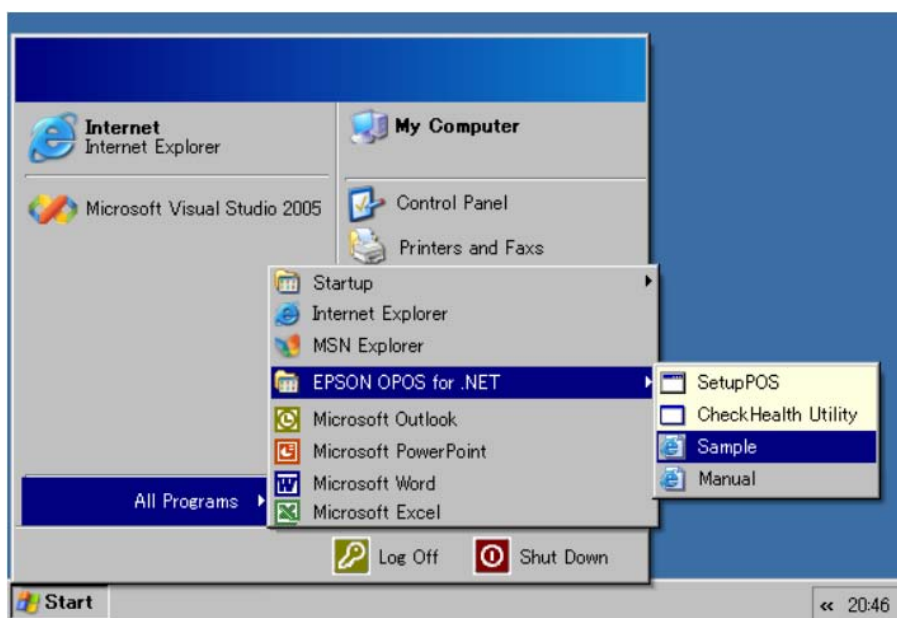 Internet
Internet Explorer
My Computer
Microsoft Visual Studio 2005
Control Panel
Printers and Faxs
Startup
Internet Explorer
MSN Explorer
EPSON OPOS for .NET
SetupPOS
CheckHealth Utility
Microsoft Outlook
Sample
Microsoft PowerPoint
Manual
Microsoft Word
All Programs
Microsoft Excel
Log Off
Shut Down
Start
« 20:46